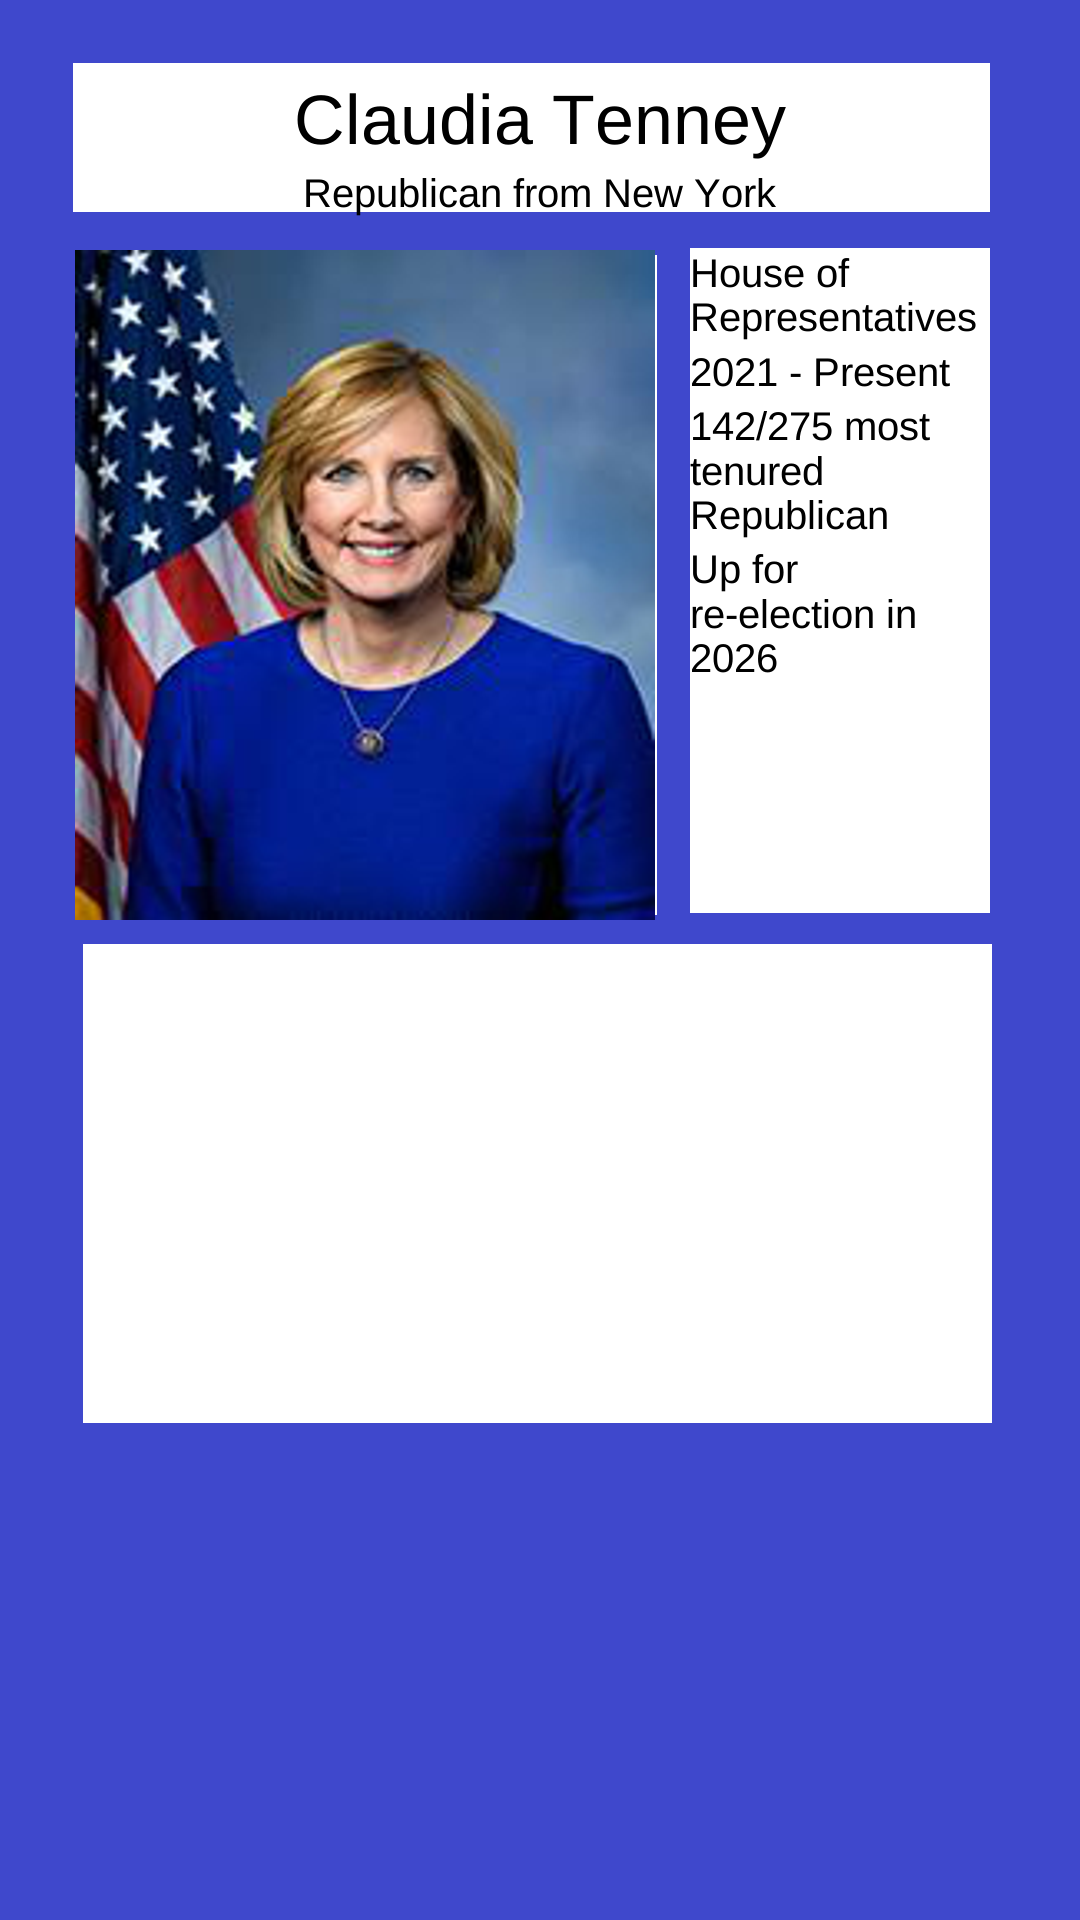 Claudia Tenney
Republican from New York
House of
Representatives
2021 - Present
142/275 most
tenured
Republican
Up for
re-election in
2026